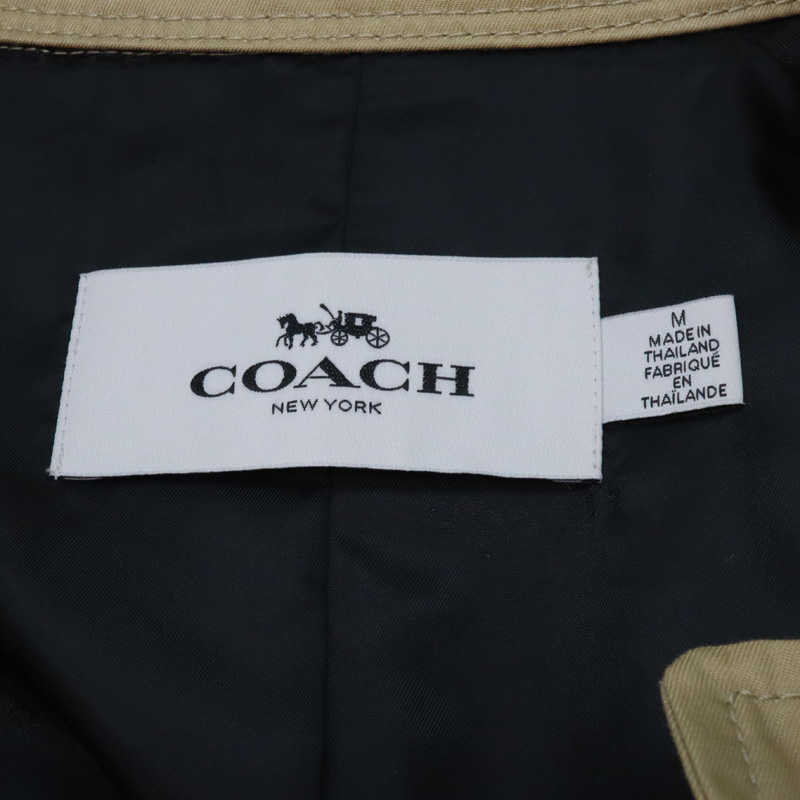 COACH
NEW YORK
M
MADE IN
THAILAND
FABRIQUÉ
EN
THAÏLANDE